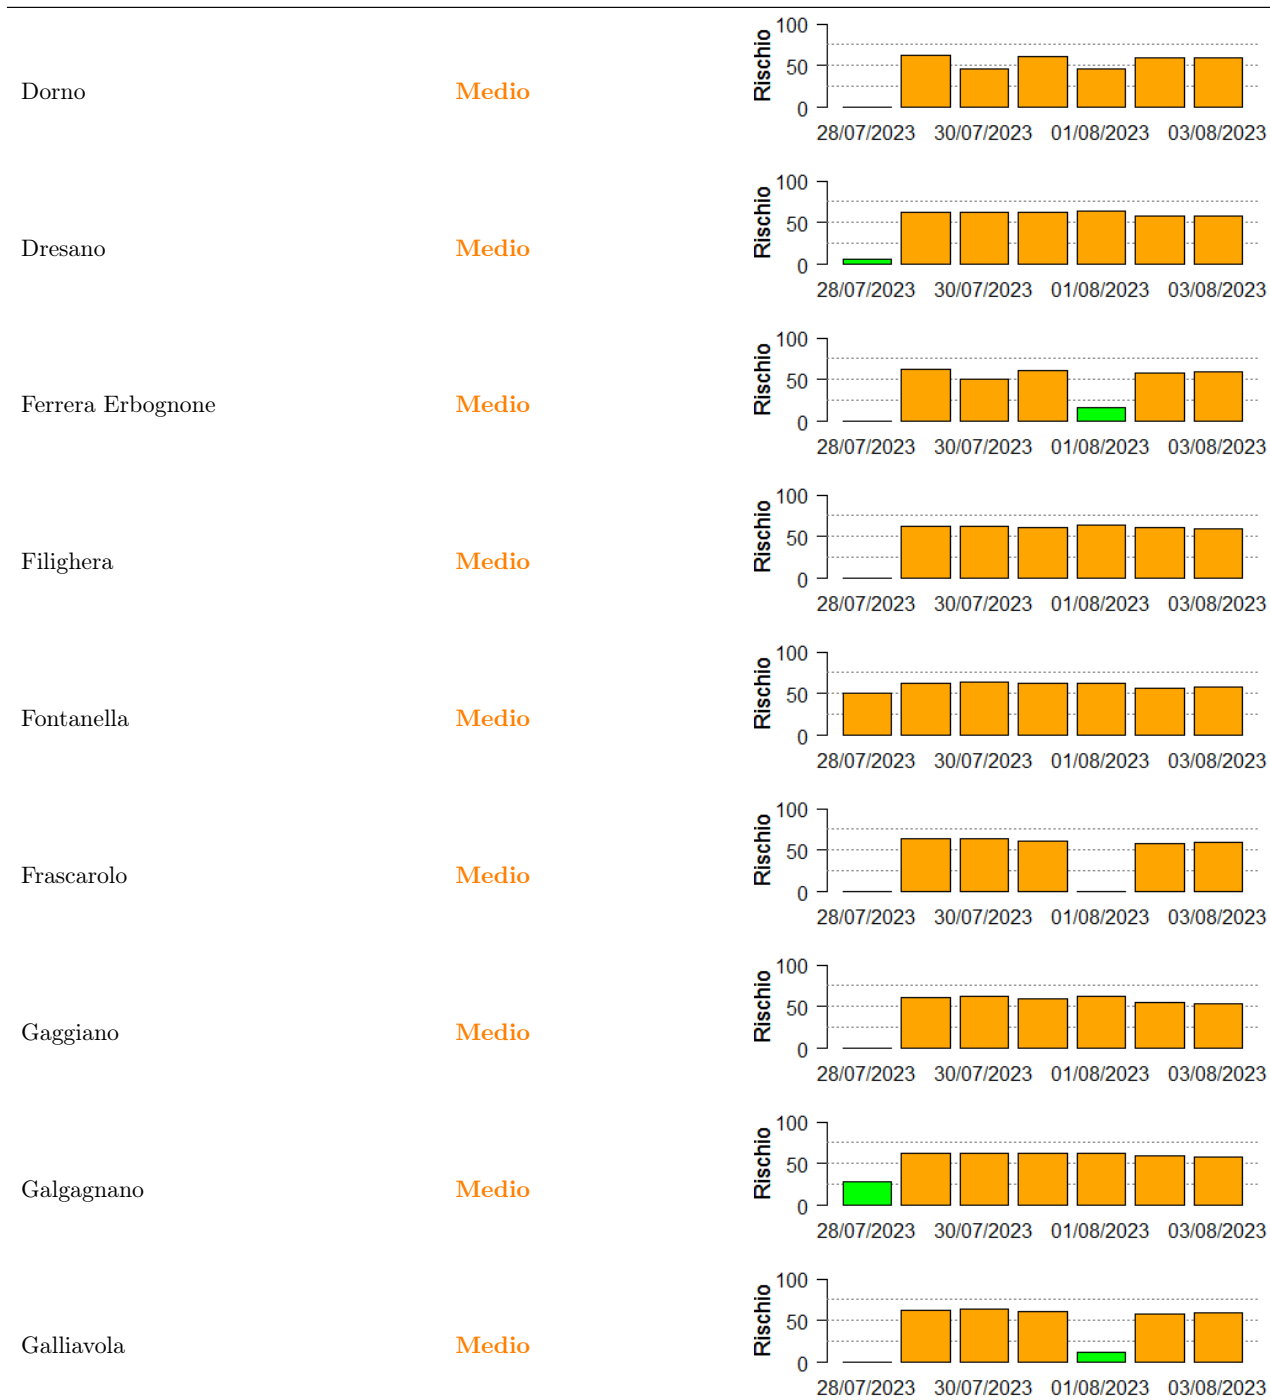 Dorno Medio
Rischio
100
50
0
28/07/2023 30/07/2023 01/08/2023 03/08/2023
Dresano Medio
Rischio
100
50
0
28/07/2023 30/07/2023 01/08/2023 03/08/2023
Ferrera Erbognone Medio
Rischio
100
50
0
28/07/2023 30/07/2023 01/08/2023 03/08/2023
Filighera Medio
Rischio
100
50
0
28/07/2023 30/07/2023 01/08/2023 03/08/2023
Fontanella Medio
Rischio
100
50
0
28/07/2023 30/07/2023 01/08/2023 03/08/2023
Frascarolo Medio
Rischio
100
50
0
28/07/2023 30/07/2023 01/08/2023 03/08/2023
Gaggiano Medio
Rischio
100
50
0
28/07/2023 30/07/2023 01/08/2023 03/08/2023
Galgagnano Medio
Rischio
100
50
0
28/07/2023 30/07/2023 01/08/2023 03/08/2023
Galliavola Medio
Rischio
100
50
0
28/07/2023 30/07/2023 01/08/2023 03/08/2023